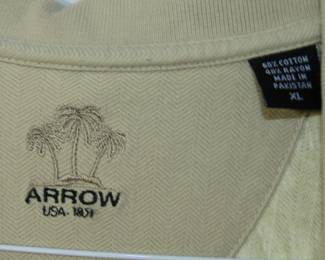 60% COTTON
40% RAYON
MADE IN
PAKISTAN
XL
ARROW
USA - 1851